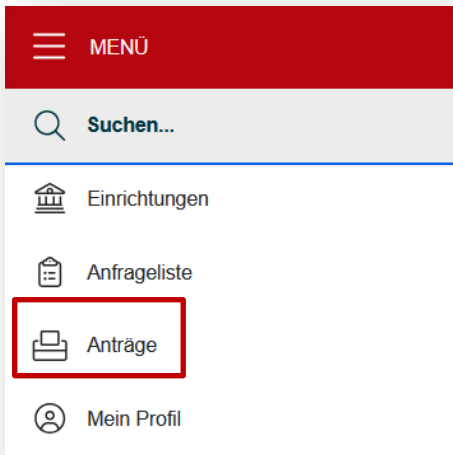 MENÜ
Suchen...
Einrichtungen
Anfrageliste
Anträge
Mein Profil